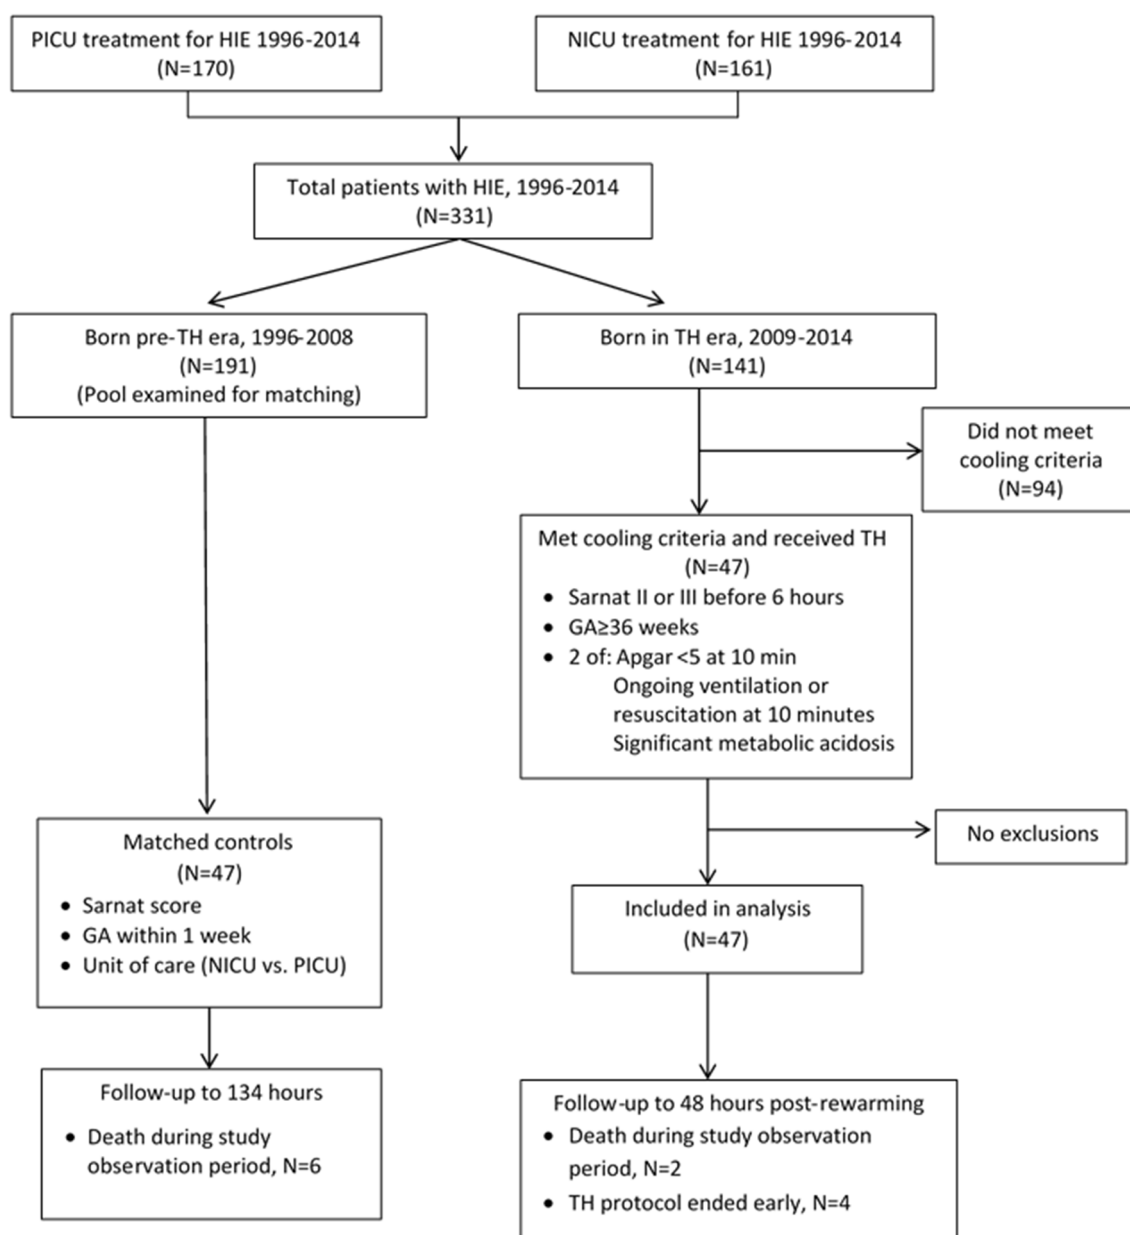 PICU treatment for HIE 1996-2014
(N=170)
NICU treatment for HIE 1996-2014
(N=161)
Total patients with HIE, 1996-2014
(N=331)
Born pre-TH era, 1996-2008
(N=191)
(Pool examined for matching)
Born in TH era, 2009-2014
(N=141)
Did not meet
cooling criteria
(N=94)
Met cooling criteria and received TH
(N=47)
• Sarnat II or III before 6 hours
• GA≥36 weeks
• 2 of: Apgar <5 at 10 min
Ongoing ventilation or
resuscitation at 10 minutes
Significant metabolic acidosis
No exclusions
Matched controls
(N=47)
• Sarnat score
• GA within 1 week
• Unit of care (NICU vs. PICU)
Included in analysis
(N=47)
Follow-up to 134 hours
• Death during study
observation period, N=6
Follow-up to 48 hours post-rewarming
• Death during study observation
period, N=2
• TH protocol ended early, N=4